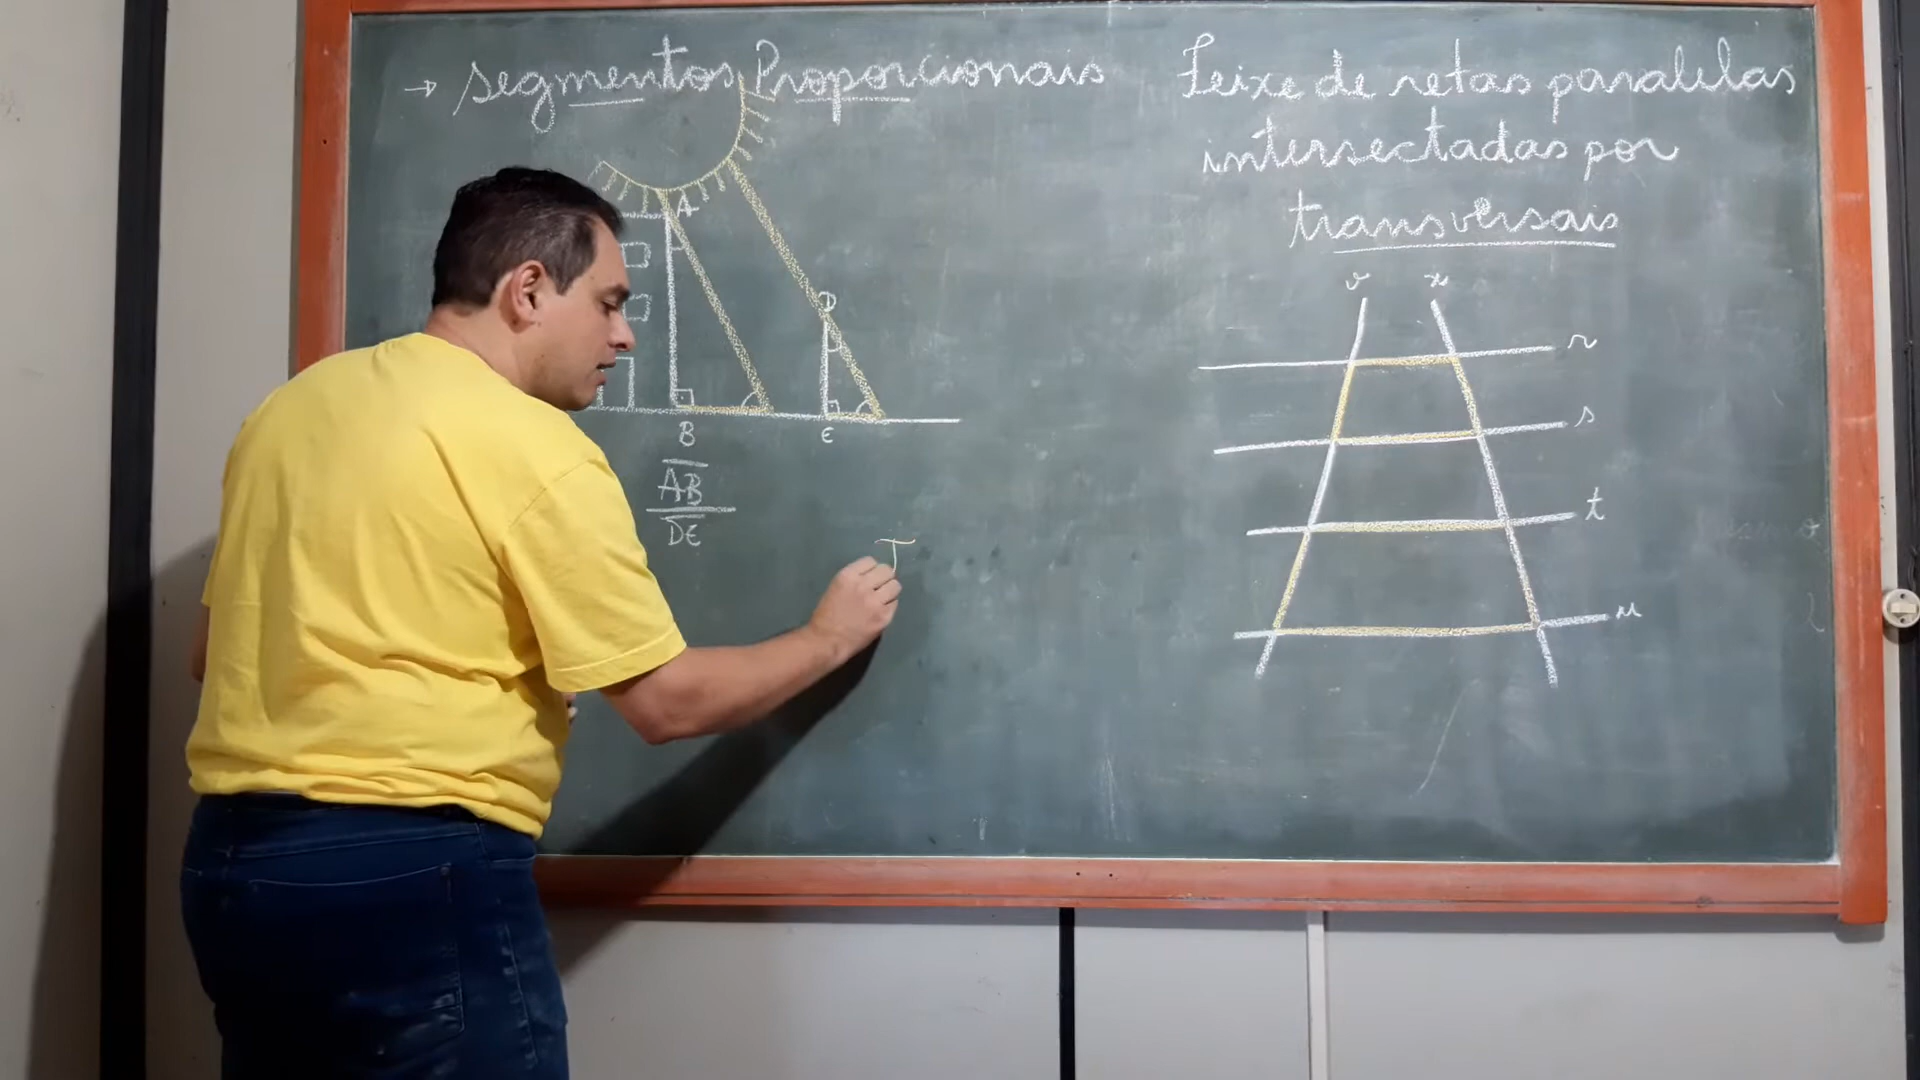 → Segmentos Proporcionais
A
D
B
E
AB
DE
T
Feixe de retas paralelas
intersectadas por
transversais
v x
r
s
t
u